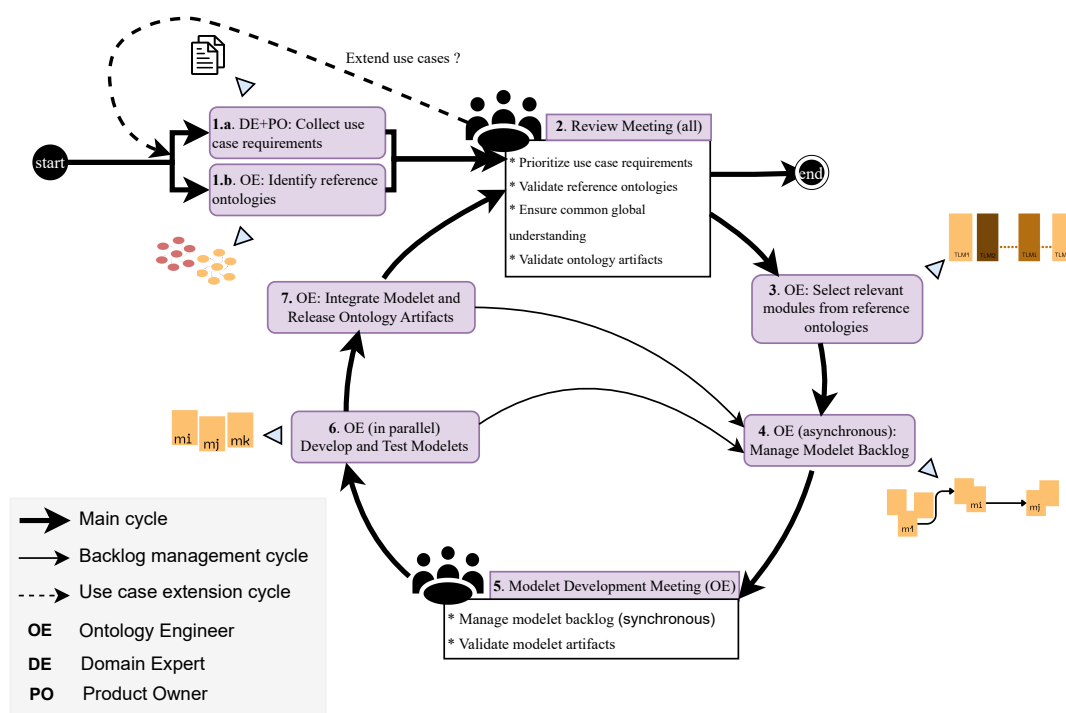 Extend use cases ?
1.a. DE+PO: Collect use
case requirements
start
1.b. OE: Identify reference
ontologies
2. Review Meeting (all)
* Prioritize use case requirements
* Validate reference ontologies
* Ensure common global
understanding
* Validate ontology artifacts
end
TLM1
TLM2
TLM
TLM
3. OE: Select relevant
modules from reference
ontologies
7. OE: Integrate Modelet and
Release Ontology Artifacts
mi
mj
mk
6. OE (in parallel)
Develop and Test Modelets
4. OE (asynchronous):
Manage Modelet Backlog
m1
mi
mj
5. Modelet Development Meeting (OE)
* Manage modelet backlog (synchronous)
* Validate modelet artifacts
Main cycle
Backlog management cycle
Use case extension cycle
OE Ontology Engineer
DE Domain Expert
PO Product Owner